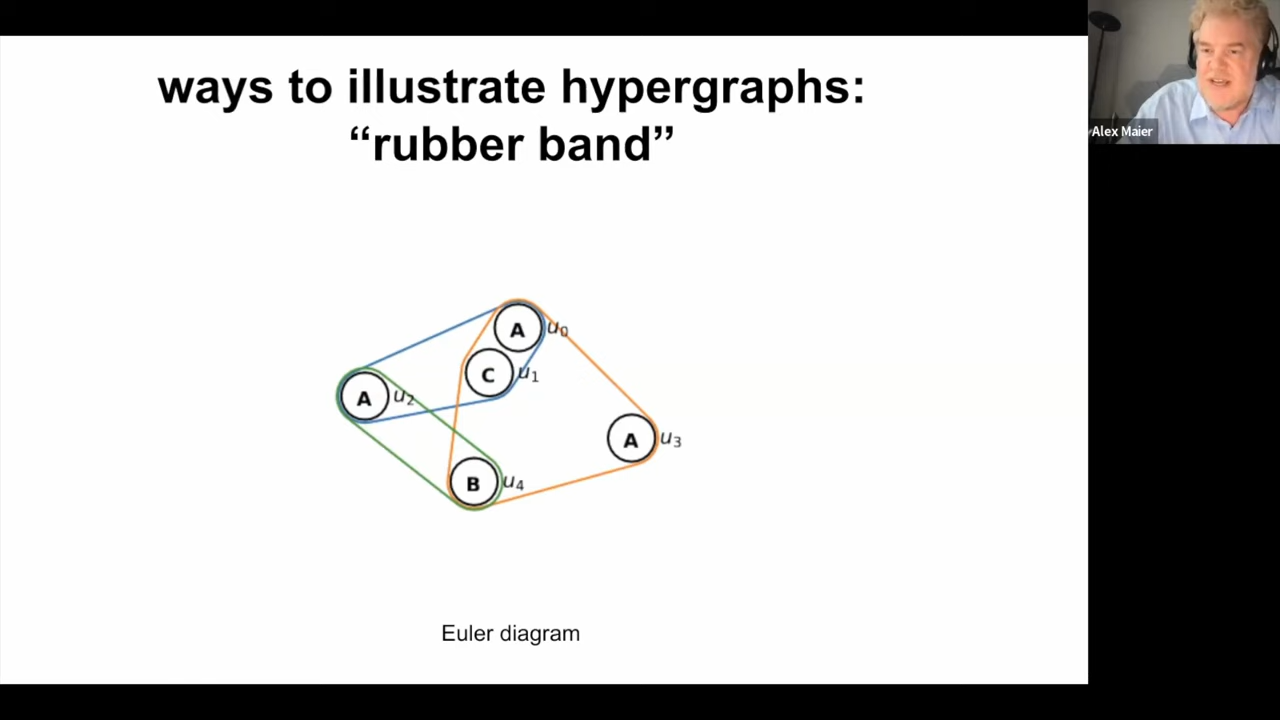 ways to illustrate hypergraphs:
“rubber band”
Alex Maier
A u0
C u1
A u2
A u3
B u4
Euler diagram